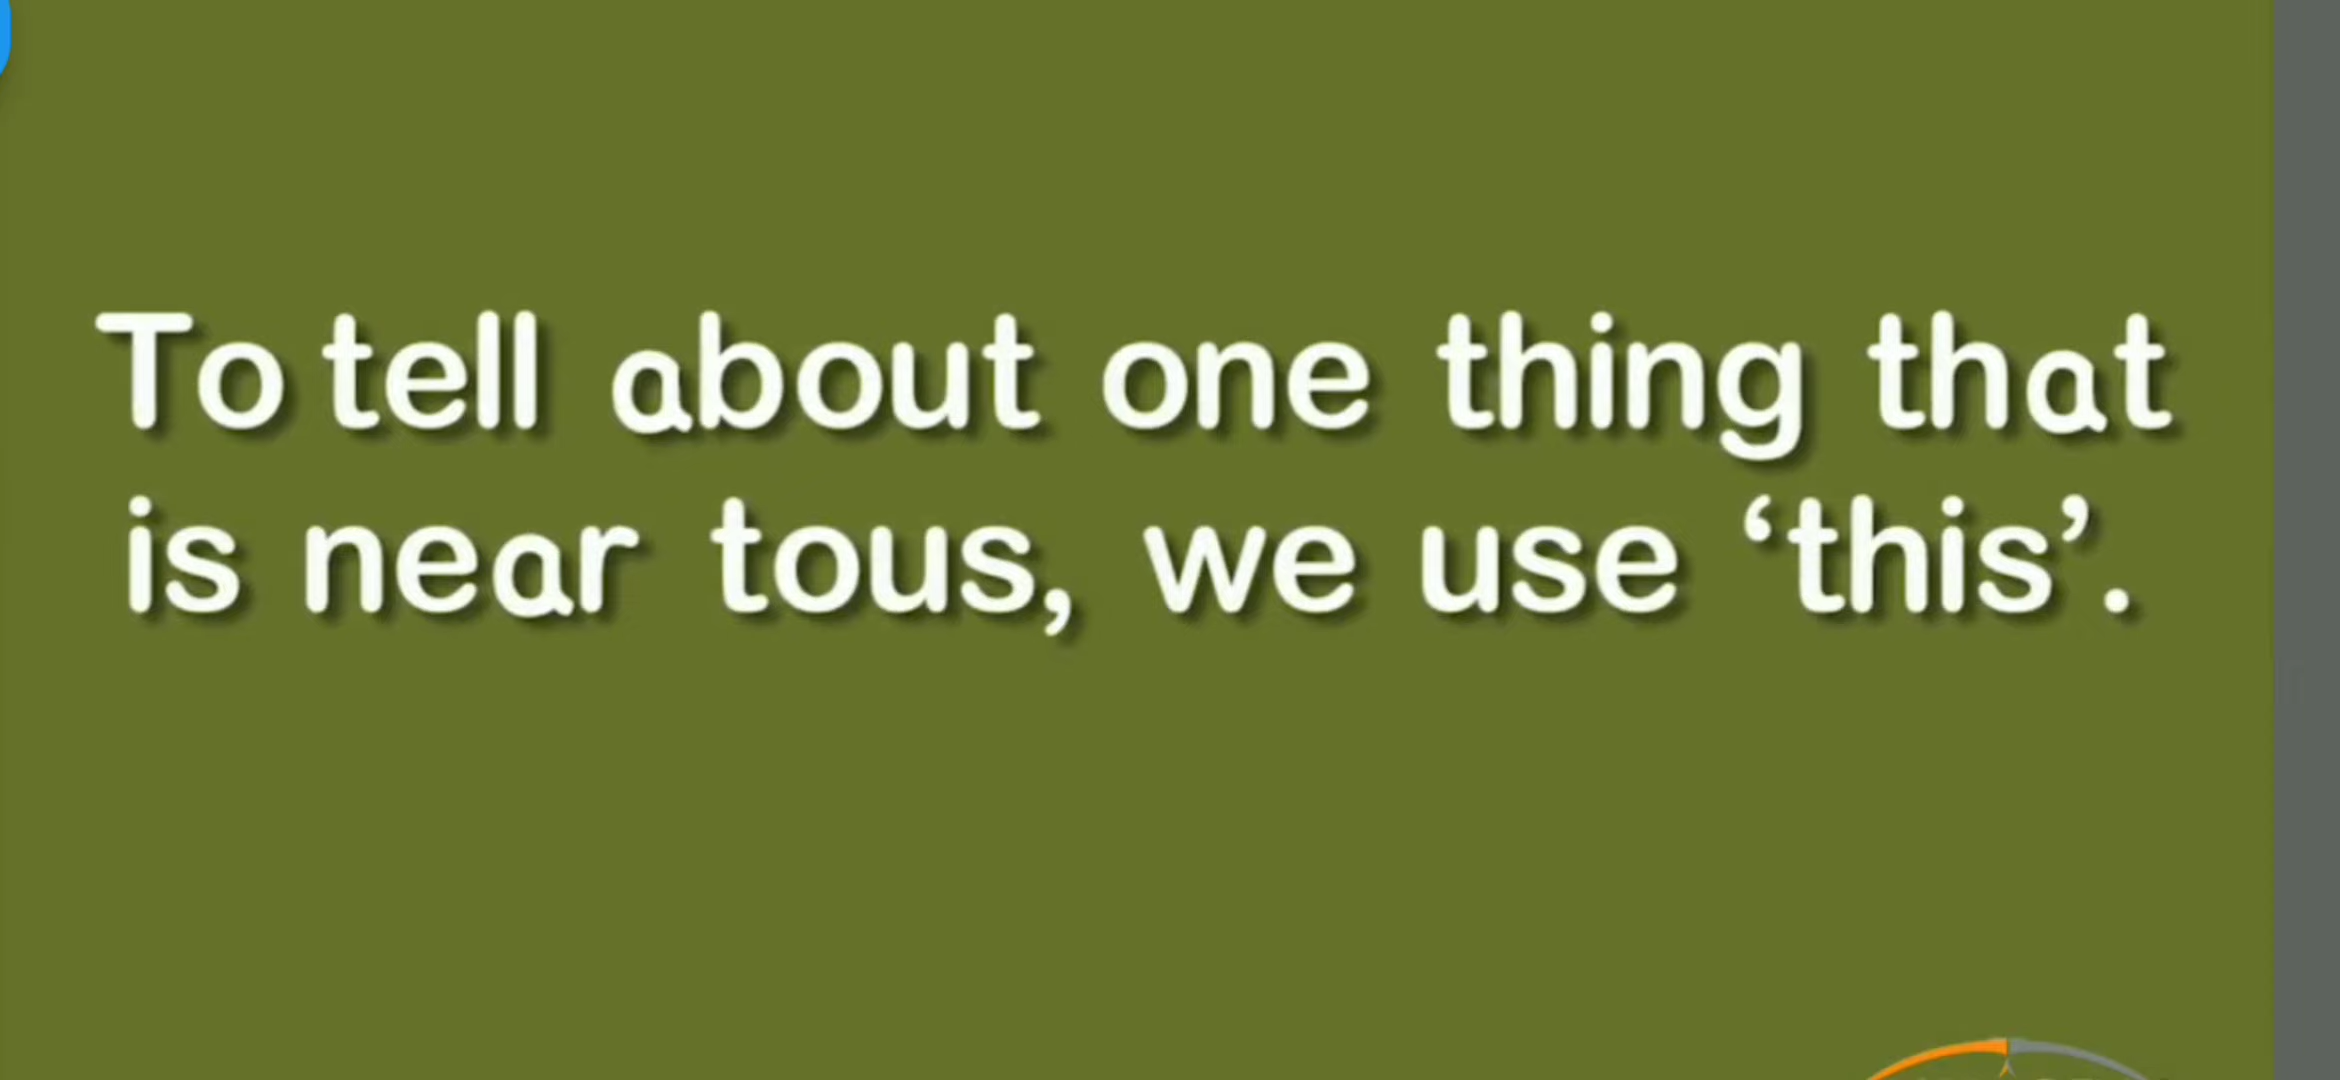 To tell about one thing that
is near tous, we use ‘this’.